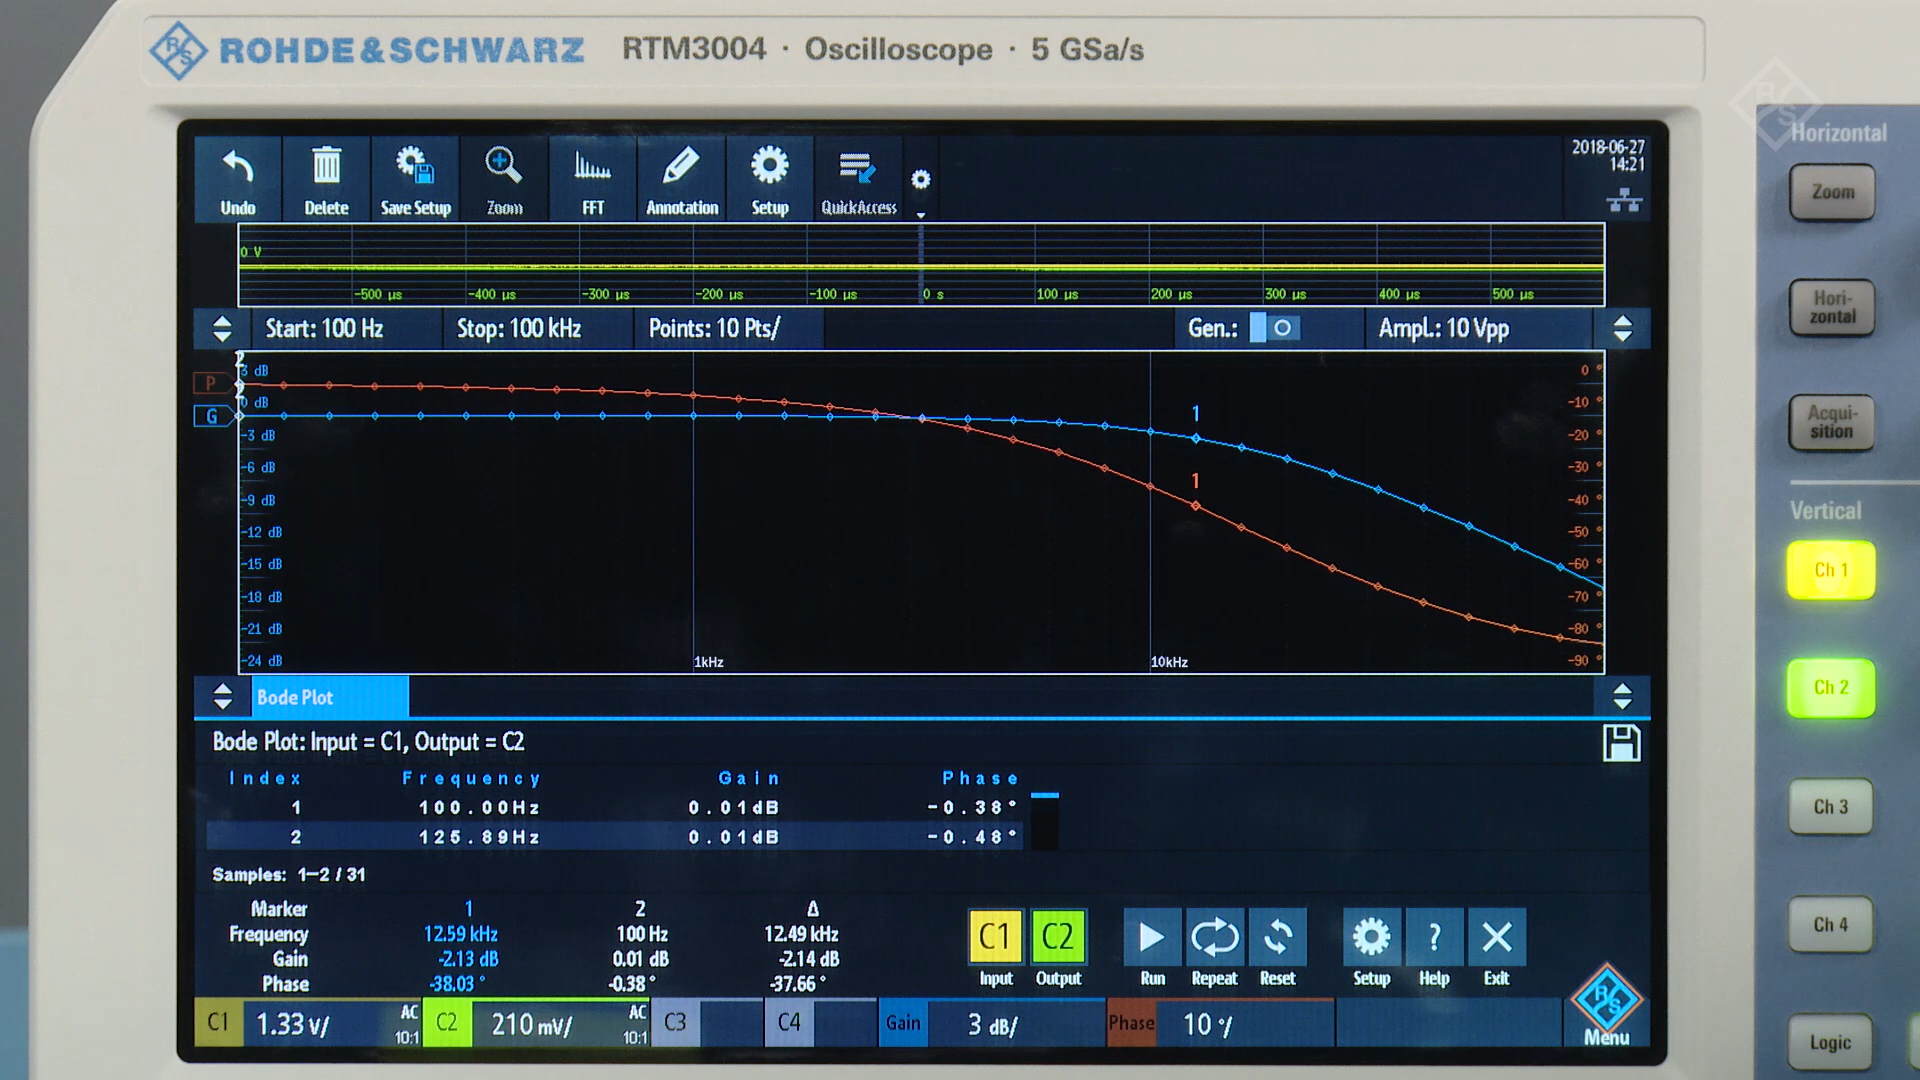 ROHDE&SCHWARZ RTM3004 · Oscilloscope · 5 GSa/s
R/S
Horizontal
Undo Delete Save Setup Zoom FFT Annotation Setup QuickAccess
2018-06-27
14:21
Zoom
0 V
-500 µs -400 µs -300 µs -200 µs -100 µs 0 s 100 µs 200 µs 300 µs 400 µs 500 µs
Hori-
zontal
Start: 100 Hz Stop: 100 kHz Points: 10 Pts/ Gen.: Ampl.: 10 Vpp
Acqui-
sition
P
G
2
2
1
1
3 dB
0 dB
-3 dB
-6 dB
-9 dB
-12 dB
-15 dB
-18 dB
-21 dB
-24 dB
0 °
-10 °
-20 °
-30 °
-40 °
-50 °
-60 °
-70 °
-80 °
-90 °
1kHz 10kHz
Vertical
Ch 1
Ch 2
Ch 3
Ch 4
Logic
Bode Plot
Bode Plot: Input = C1, Output = C2
Index Frequency Gain Phase
1 100.00Hz 0.01dB -0.38°
2 125.89Hz 0.01dB -0.48°
Samples: 1-2 / 31
Marker 1 2 Δ
Frequency 12.59 kHz 100 Hz 12.49 kHz
Gain -2.13 dB 0.01 dB -2.14 dB
Phase -38.03 ° -0.38 ° -37.66 °
C1 C2
Input Output Run Repeat Reset Setup ? Help Exit
C1 1.33 V/ AC 10:1 C2 210 mV/ AC 10:1 C3 C4 Gain 3 dB/ Phase 10 °/
R/S
Menu